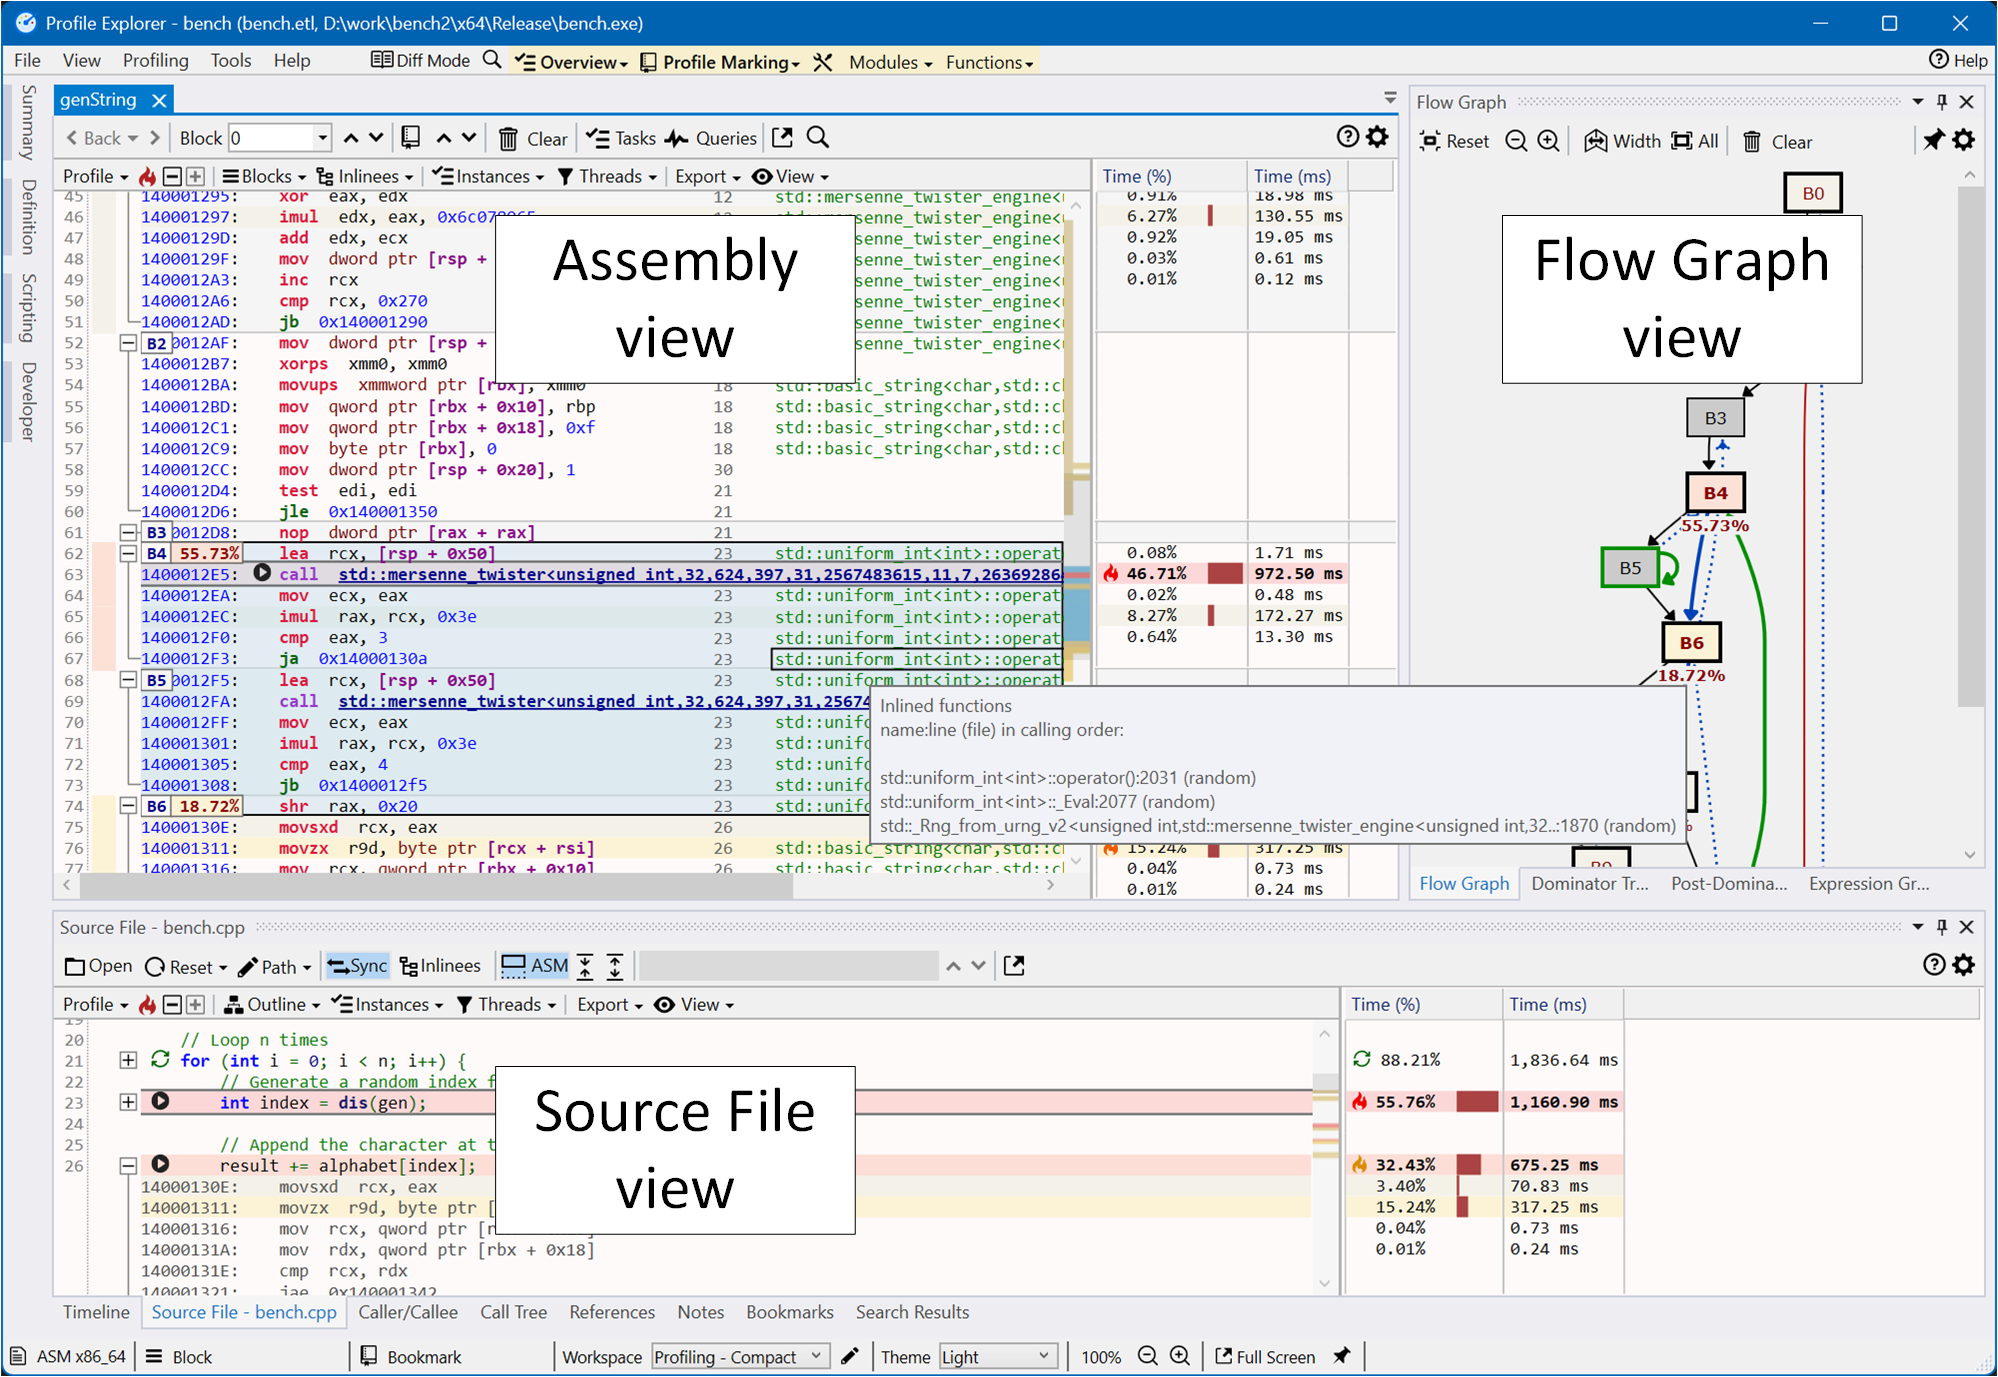 Profile Explorer - bench (bench.etl, D:\work\bench2\x64\Release\bench.exe)
File View Profiling Tools Help Diff Mode Overview Profile Marking Modules Functions Help
Summary
Definition
Scripting
Developer
genString
Back Block 0 Clear Tasks Queries
Profile Blocks Inlinees Instances Threads Export View Time (%) Time (ms)
45 140001295: xor eax, edx 12 std::mersenne_twister_engine< 0.91% 18.98 ms
46 140001297: imul edx, eax, 0x6c078965 senne_twister_engine< 6.27% 130.55 ms
47 14000129D: add edx, ecx senne_twister_engine< 0.92% 19.05 ms
48 14000129F: mov dword ptr [rsp + senne_twister_engine< 0.03% 0.61 ms
49 1400012A3: inc rcx senne_twister_engine< 0.01% 0.12 ms
50 1400012A6: cmp rcx, 0x270 senne_twister_engine<
51 1400012AD: jb 0x140001290 senne_twister_engine<
52 B2 0012AF: mov dword ptr [rsp + senne_twister_engine<
53 1400012B7: xorps xmm0, xmm0
54 1400012BA: movups xmmword ptr [rbx], xmm0 18 std::basic_string<char,std::cl
55 1400012BD: mov qword ptr [rbx + 0x10], rbp 18 std::basic_string<char,std::cl
56 1400012C1: mov qword ptr [rbx + 0x18], 0xf 18 std::basic_string<char,std::cl
57 1400012C9: mov byte ptr [rbx], 0 18 std::basic_string<char,std::cl
58 1400012CC: mov dword ptr [rsp + 0x20], 1 30
59 1400012D4: test edi, edi 21
60 1400012D6: jle 0x140001350 21
61 B3 0012D8: nop dword ptr [rax + rax] 21
62 B4 55.73% lea rcx, [rsp + 0x50] 23 std::uniform_int<int>::operat 0.08% 1.71 ms
63 1400012E5: call std::mersenne_twister<unsigned int,32,624,397,31,2567483615,11,7,26369286 46.71% 972.50 ms
64 1400012EA: mov ecx, eax 23 std::uniform_int<int>::operat 0.02% 0.48 ms
65 1400012EC: imul rax, rcx, 0x3e 23 std::uniform_int<int>::operat 8.27% 172.27 ms
66 1400012F0: cmp eax, 3 23 std::uniform_int<int>::operat 0.64% 13.30 ms
67 1400012F3: ja 0x14000130a 23 std::uniform_int<int>::operat
68 B5 0012F5: lea rcx, [rsp + 0x50] 23 std::uniform_int<int>::operat
69 1400012FA: call std::mersenne_twister<unsigned int,32,624,397,31,25674
70 1400012FF: mov ecx, eax 23 std::unifo
71 140001301: imul rax, rcx, 0x3e 23 std::unifo
72 140001305: cmp eax, 4 23 std::unifo
73 140001308: jb 0x1400012f5 23 std::unifo
74 B6 18.72% shr rax, 0x20 23 std::unifo
75 14000130E: movsxd rcx, eax 26
76 140001311: movzx r9d, byte ptr [rcx + rsi] 26 std::basic_string<char,std::cl 15.24% 317.25 ms
77 140001316: mov rcx, qword ptr [rbx + 0x10] 26 std::basic_string<char,std::cl 0.04% 0.73 ms
0.01% 0.24 ms
Assembly
view
Inlined functions
name:line (file) in calling order:
std::uniform_int<int>::operator():2031 (random)
std::uniform_int<int>::_Eval:2077 (random)
std::_Rng_from_urng_v2<unsigned int,std::mersenne_twister_engine<unsigned int,32...:1870 (random)
Flow Graph
Reset Width All Clear
B0
Flow Graph
view
B3
B4
55.73%
B5
B6
18.72%
%
Flow Graph Dominator Tr... Post-Domina... Expression Gr...
Source File - bench.cpp
Open Reset Path Sync Inlinees ASM
Profile Outline Instances Threads Export View Time (%) Time (ms)
19
20 // Loop n times
21 for (int i = 0; i < n; i++) { 88.21% 1,836.64 ms
22 // Generate a random index f
23 int index = dis(gen); 55.76% 1,160.90 ms
24
25 // Append the character at t
26 result += alphabet[index]; 32.43% 675.25 ms
14000130E: movsxd rcx, eax 3.40% 70.83 ms
140001311: movzx r9d, byte ptr [ 15.24% 317.25 ms
140001316: mov rcx, qword ptr [r 0.04% 0.73 ms
14000131A: mov rdx, qword ptr [rbx + 0x18] 0.01% 0.24 ms
14000131E: cmp rcx, rdx
140001321: jae 0x140001342
Source File
view
Timeline Source File - bench.cpp Caller/Callee Call Tree References Notes Bookmarks Search Results
ASM x86_64 Block Bookmark Workspace Profiling - Compact Theme Light 100% Full Screen